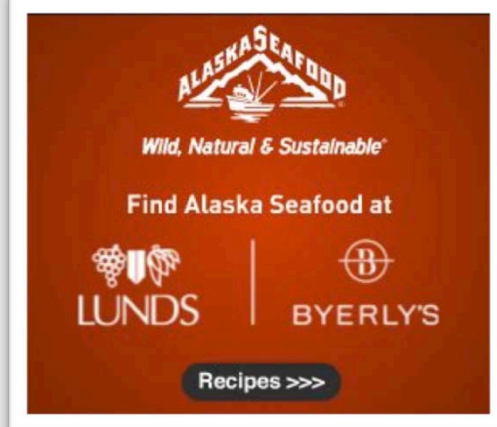 ALASKA SEAFOOD
Wild, Natural & Sustainable®
Find Alaska Seafood at
LUNDS
B
BYERLY'S
Recipes >>>